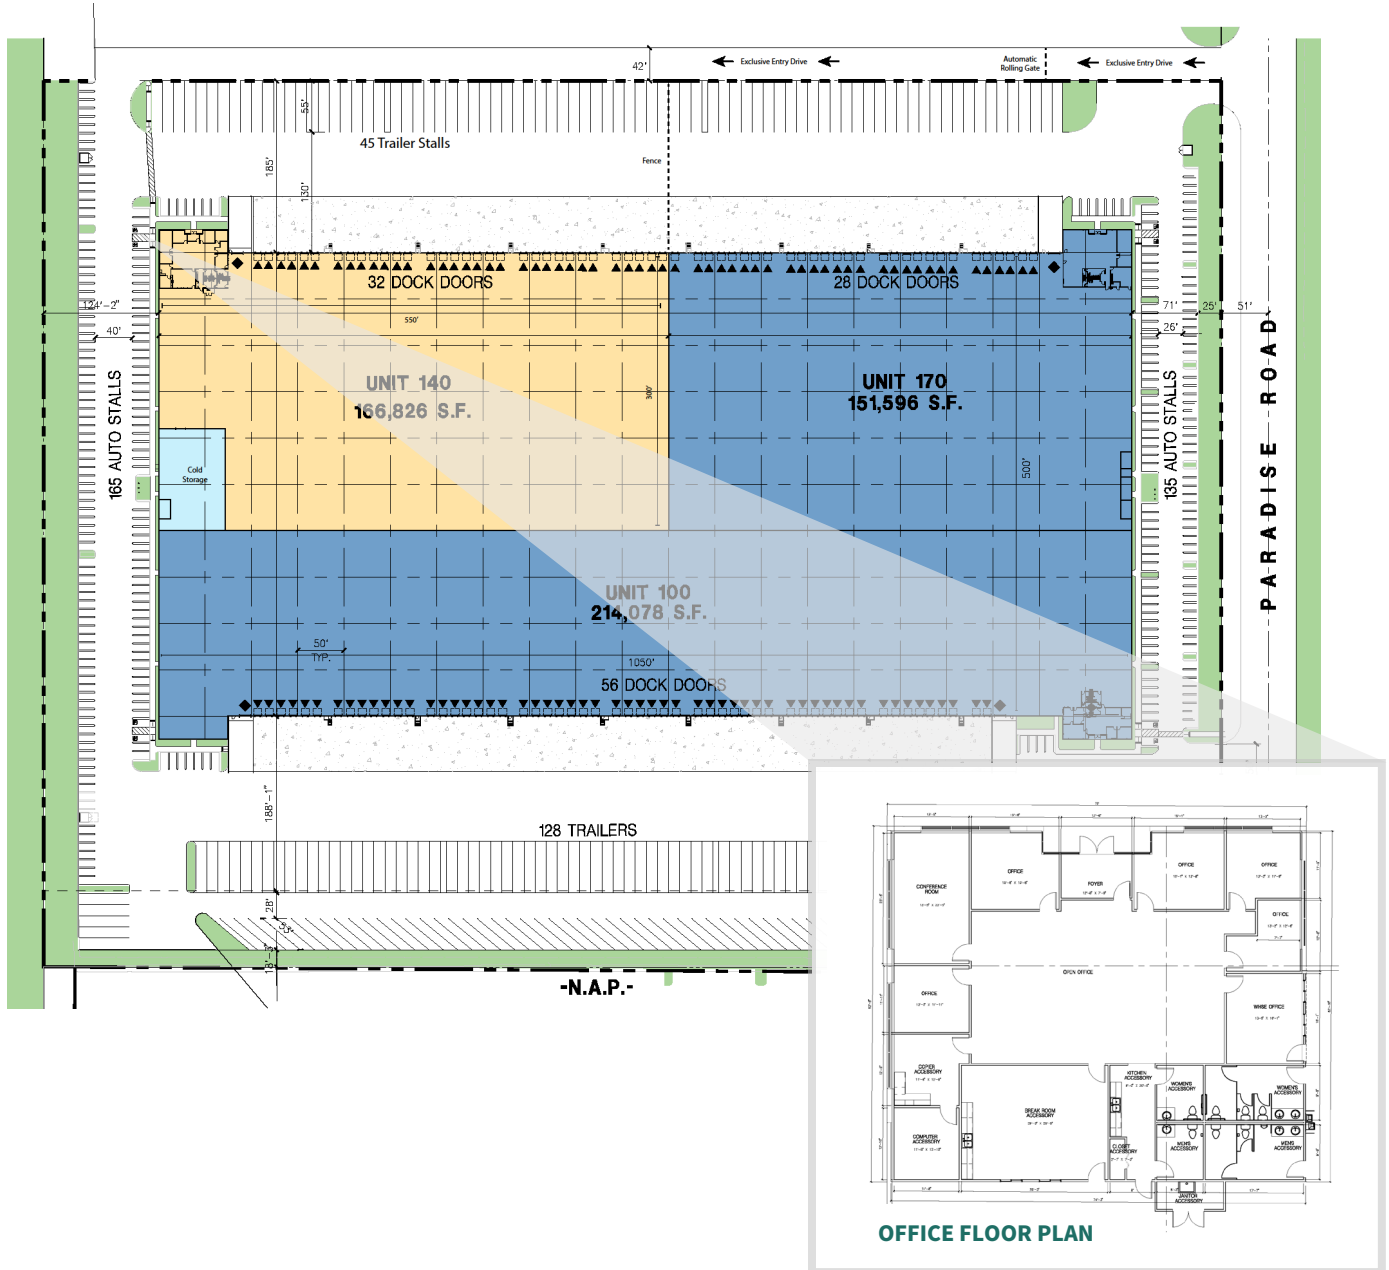 42'
Exclusive Entry Drive
Automatic
Rolling Gate
Exclusive Entry Drive
55'
45 Trailer Stalls
185'
130'
Fence
32 DOCK DOORS
28 DOCK DOORS
124'-2"
550'
71'
25'
51'
40'
26'
UNIT 140
166,826 S.F.
300'
UNIT 170
151,596 S.F.
165 AUTO STALLS
135 AUTO STALLS
PARADISE ROAD
Cold
Storage
500'
UNIT 100
214,078 S.F.
50'
TYP.
1050'
56 DOCK DOORS
188'-1"
128 TRAILERS
28'
53'
18'-3"
-N.A.P.-
CONFERENCE
ROOM
OFFICE
FOYER
OFFICE
OFFICE
OFFICE
OPEN OFFICE
OFFICE
WHSE OFFICE
COPIER
ACCESSORY
KITCHEN
ACCESSORY
WOMEN'S
ACCESSORY
WOMEN'S
ACCESSORY
BREAK ROOM
ACCESSORY
COMPUTER
ACCESSORY
CLOSET
ACCESSORY
MEN'S
ACCESSORY
MEN'S
ACCESSORY
JANITOR
ACCESSORY
OFFICE FLOOR PLAN